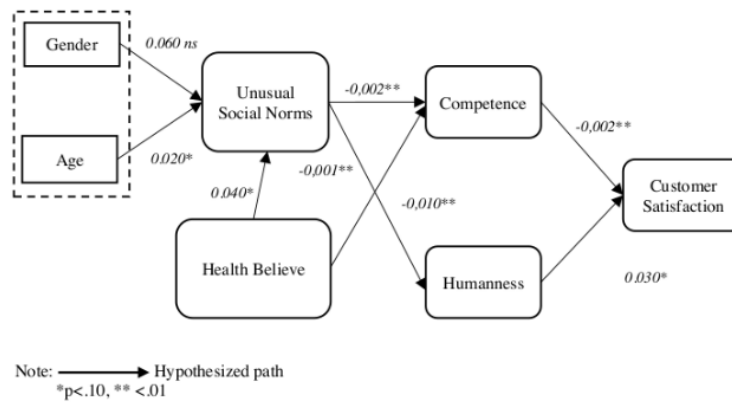 Gender
0.060 ns
Unusual
Social Norms
Age
0.020*
-0,002**
Competence
-0,002**
-0,001**
0.040*
-0,010**
Customer
Satisfaction
Health Believe
Humanness
0.030*
Note: Hypothesized path
*p<.10, ** <.01